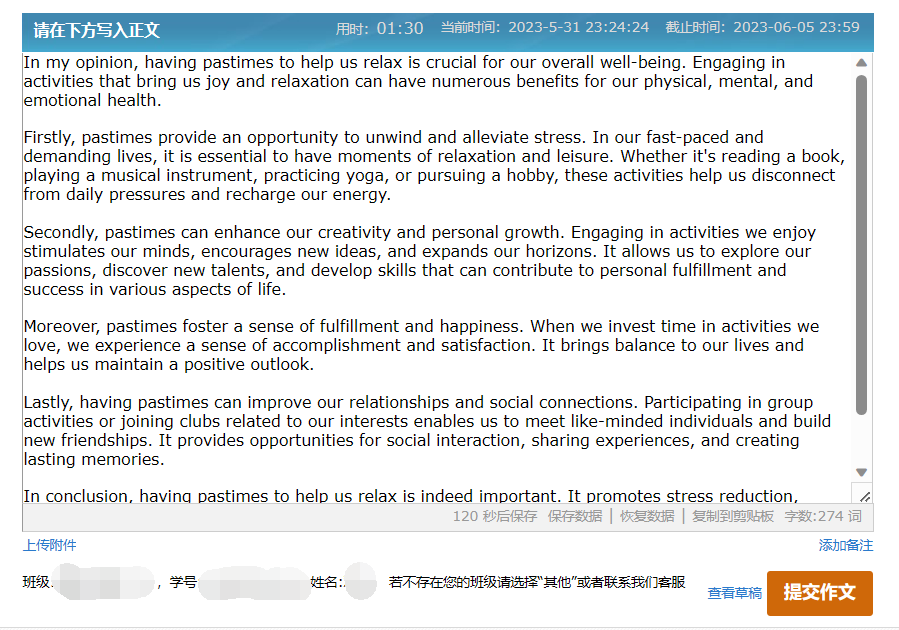 请在下方写入正文
用时：01:30 当前时间：2023-5-31 23:24:24 截止时间：2023-06-05 23:59
In my opinion, having pastimes to help us relax is crucial for our overall well-being. Engaging in
activities that bring us joy and relaxation can have numerous benefits for our physical, mental, and
emotional health.
Firstly, pastimes provide an opportunity to unwind and alleviate stress. In our fast-paced and
demanding lives, it is essential to have moments of relaxation and leisure. Whether it's reading a book,
playing a musical instrument, practicing yoga, or pursuing a hobby, these activities help us disconnect
from daily pressures and recharge our energy.
Secondly, pastimes can enhance our creativity and personal growth. Engaging in activities we enjoy
stimulates our minds, encourages new ideas, and expands our horizons. It allows us to explore our
passions, discover new talents, and develop skills that can contribute to personal fulfillment and
success in various aspects of life.
Moreover, pastimes foster a sense of fulfillment and happiness. When we invest time in activities we
love, we experience a sense of accomplishment and satisfaction. It brings balance to our lives and
helps us maintain a positive outlook.
Lastly, having pastimes can improve our relationships and social connections. Participating in group
activities or joining clubs related to our interests enables us to meet like-minded individuals and build
new friendships. It provides opportunities for social interaction, sharing experiences, and creating
lasting memories.
In conclusion, having pastimes to help us relax is indeed important. It promotes stress reduction,
120 秒后保存 保存数据 | 恢复数据 | 复制到剪贴板 字数:274 词
上传附件 添加备注
班级: ，学号 姓名: 若不存在您的班级请选择“其他”或者联系我们客服
查看草稿 提交作文